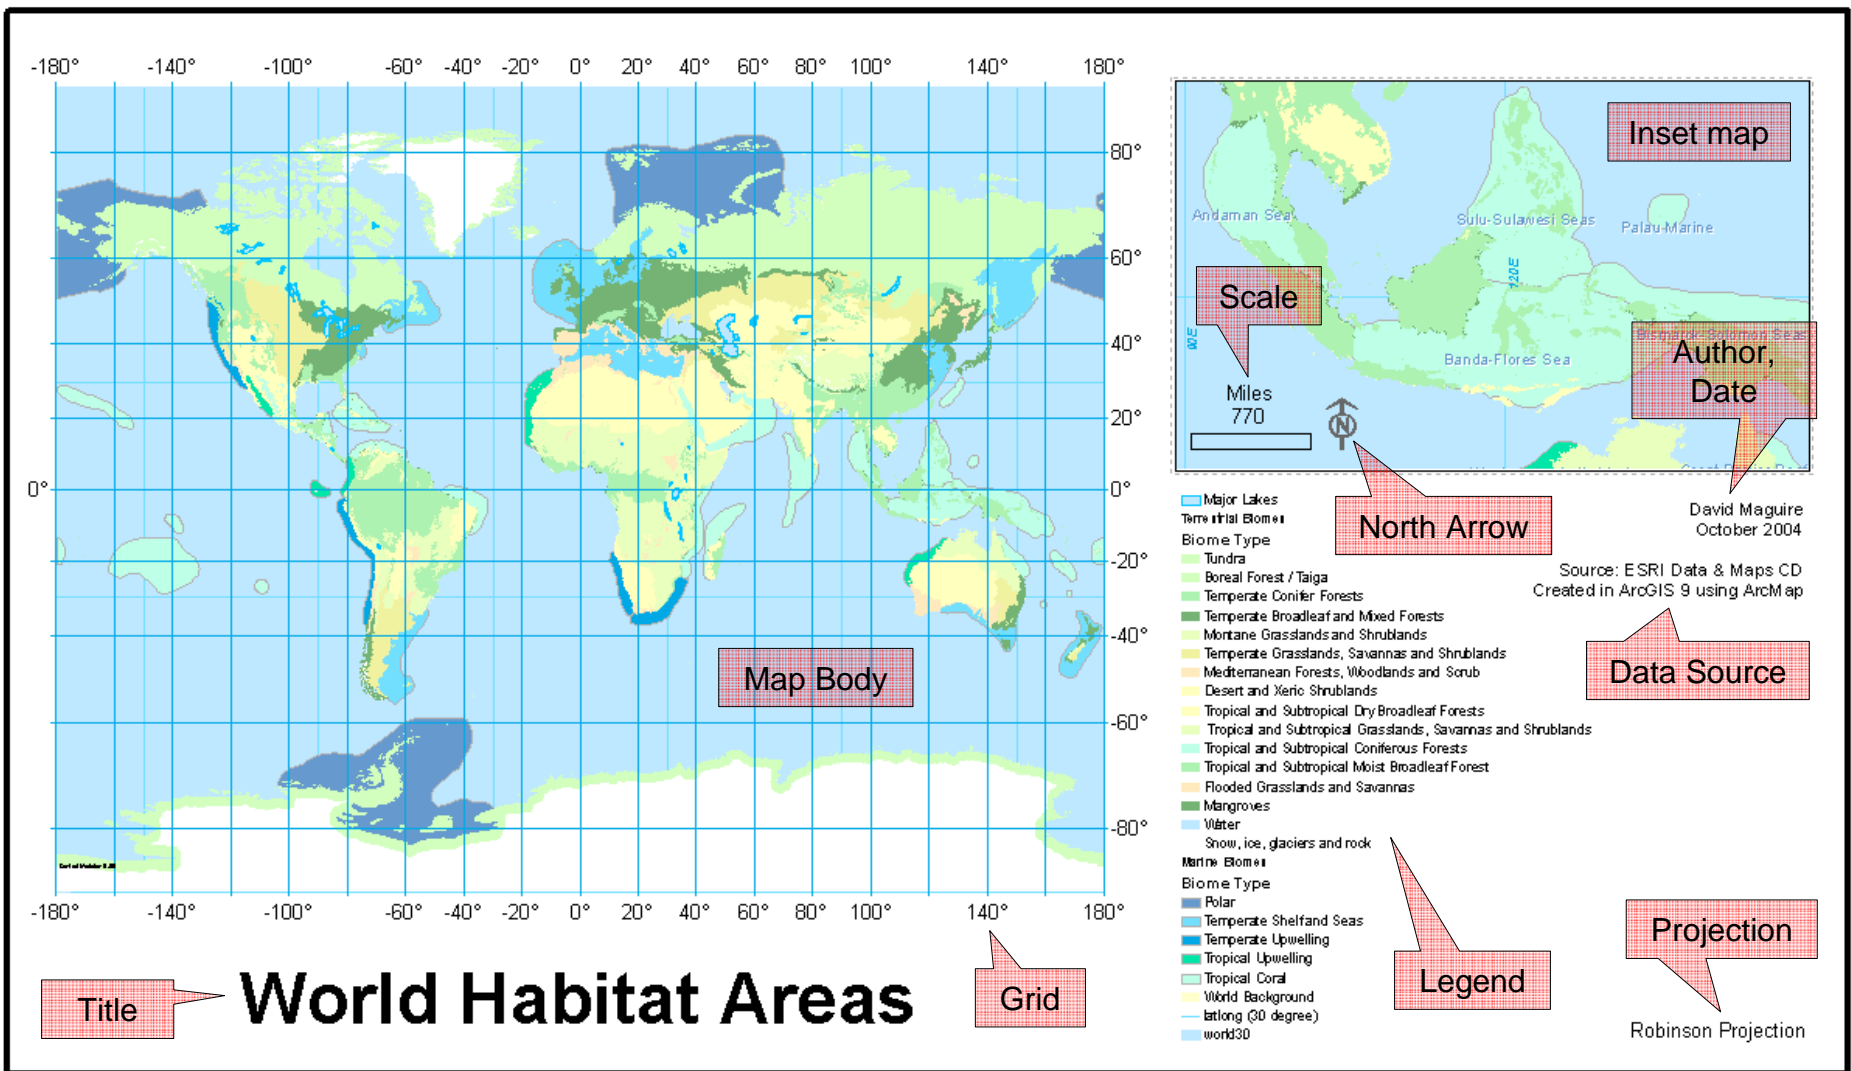 -180°
-140°
-100°
-60°
-40°
-20°
0°
20°
40°
60°
80°
100°
140°
180°
80°
60°
40°
20°
0°
0°
-20°
-40°
-60°
-80°
-180°
-140°
-100°
-60°
-40°
-20°
0°
20°
40°
60°
80°
100°
140°
180°
Map Body
Title
World Habitat Areas
Grid
Inset map
Andaman Sea
Sulu-Sulawesi Seas
Palau-Marine
120E
92E
Scale
Bismarck-Solomon Seas
Banda-Flores Sea
Author,
Date
Miles
770
N
North Arrow
David Maguire
October 2004
Source: ESRI Data & Maps CD
Created in ArcGIS 9 using ArcMap
Data Source
Major Lakes
Terrestrial Biomes
Biome Type
Tundra
Boreal Forest / Taiga
Temperate Conifer Forests
Temperate Broadleaf and Mixed Forests
Montane Grasslands and Shrublands
Temperate Grasslands, Savannas and Shrublands
Mediterranean Forests, Woodlands and Scrub
Desert and Xeric Shrublands
Tropical and Subtropical Dry Broadleaf Forests
Tropical and Subtropical Grasslands, Savannas and Shrublands
Tropical and Subtropical Coniferous Forests
Tropical and Subtropical Moist Broadleaf Forest
Flooded Grasslands and Savannas
Mangroves
Water
Snow, ice, glaciers and rock
Marine Biomes
Biome Type
Polar
Temperate Shelf and Seas
Temperate Upwelling
Tropical Upwelling
Tropical Coral
World Background
latlong (30 degree)
world30
Legend
Projection
Robinson Projection